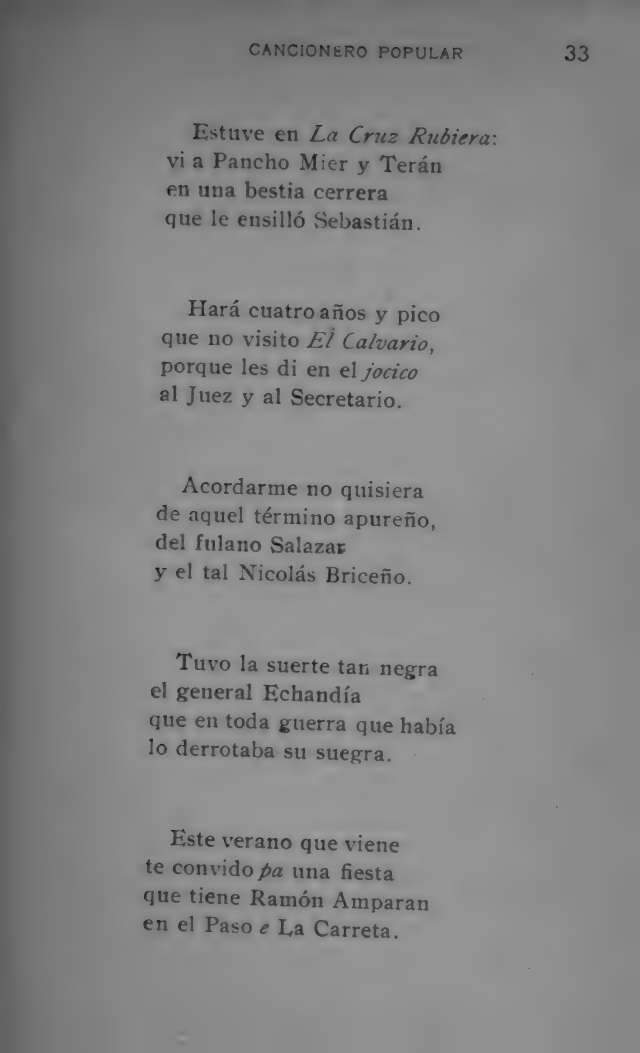 CANCIONERO POPULAR 33
Estuve en La Cruz Rubiera:
vi a Pancho Mier y Terán
en una bestia cerrera
que le ensilló Sebastián.
Hará cuatro años y pico
que no visito El Calvario,
porque les di en el jocico
al Juez y al Secretario.
Acordarme no quisiera
de aquel término apureño,
del fulano Salazar
y el tal Nicolás Briceño.
Tuvo la suerte tan negra
el general Echandía
que en toda guerra que había
lo derrotaba su suegra.
Este verano que viene
te convido pa una fiesta
que tiene Ramón Amparan
en el Paso e La Carreta.